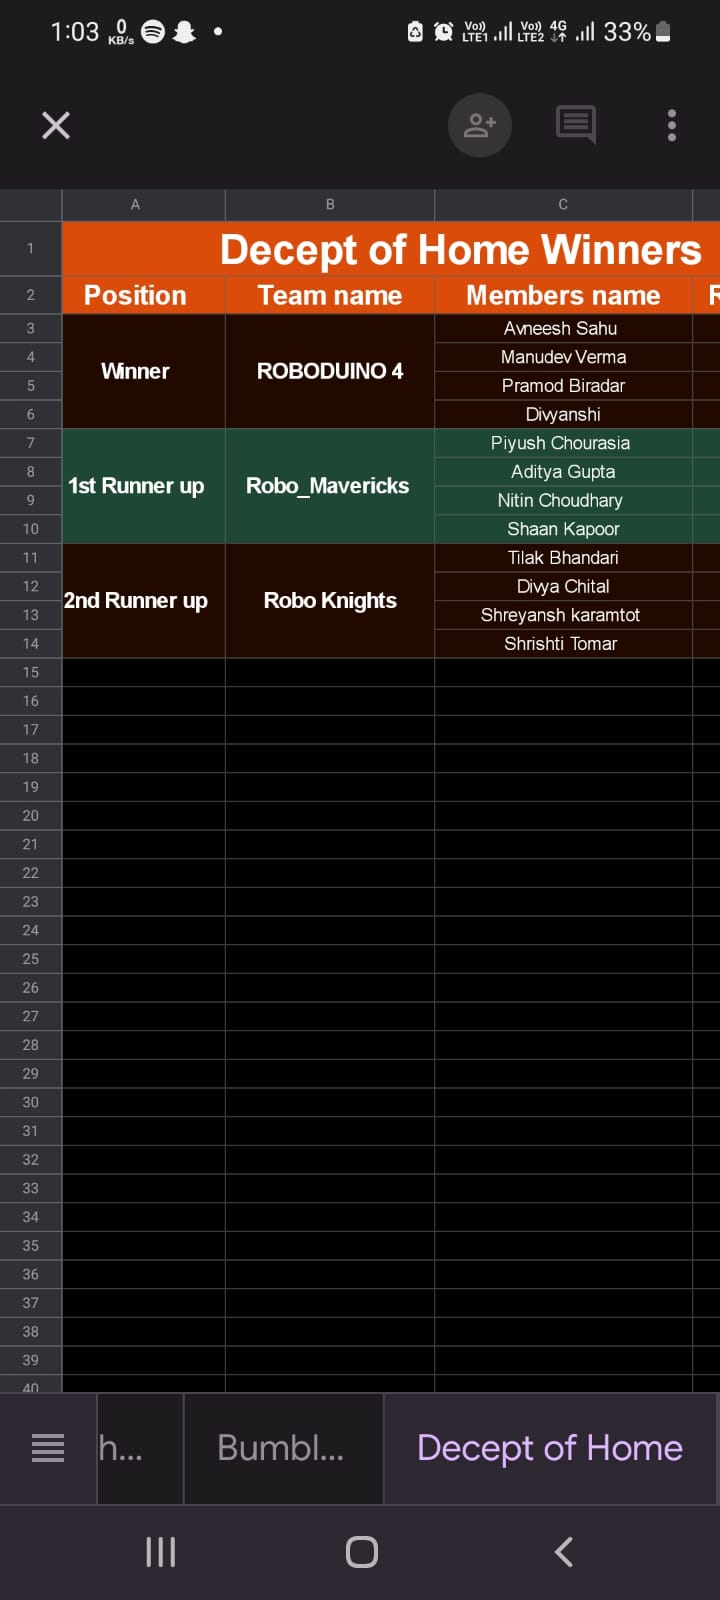 1:03 0 KB/s Vo)) LTE1 Vo)) LTE2 4G 33%
A B C
1 Decept of Home Winners
2 Position Team name Members name
3 Avneesh Sahu
4 Manudev Verma
Winner ROBODUINO 4
5 Pramod Biradar
6 Divyanshi
7 Piyush Chourasia
8 Aditya Gupta
1st Runner up Robo_Mavericks
9 Nitin Choudhary
10 Shaan Kapoor
11 Tilak Bhandari
12 Divya Chital
2nd Runner up Robo Knights
13 Shreyansh karamtot
14 Shrishti Tomar
15
16
17
18
19
20
21
22
23
24
25
26
27
28
29
30
31
32
33
34
35
36
37
38
39
40
h... Bumbl... Decept of Home